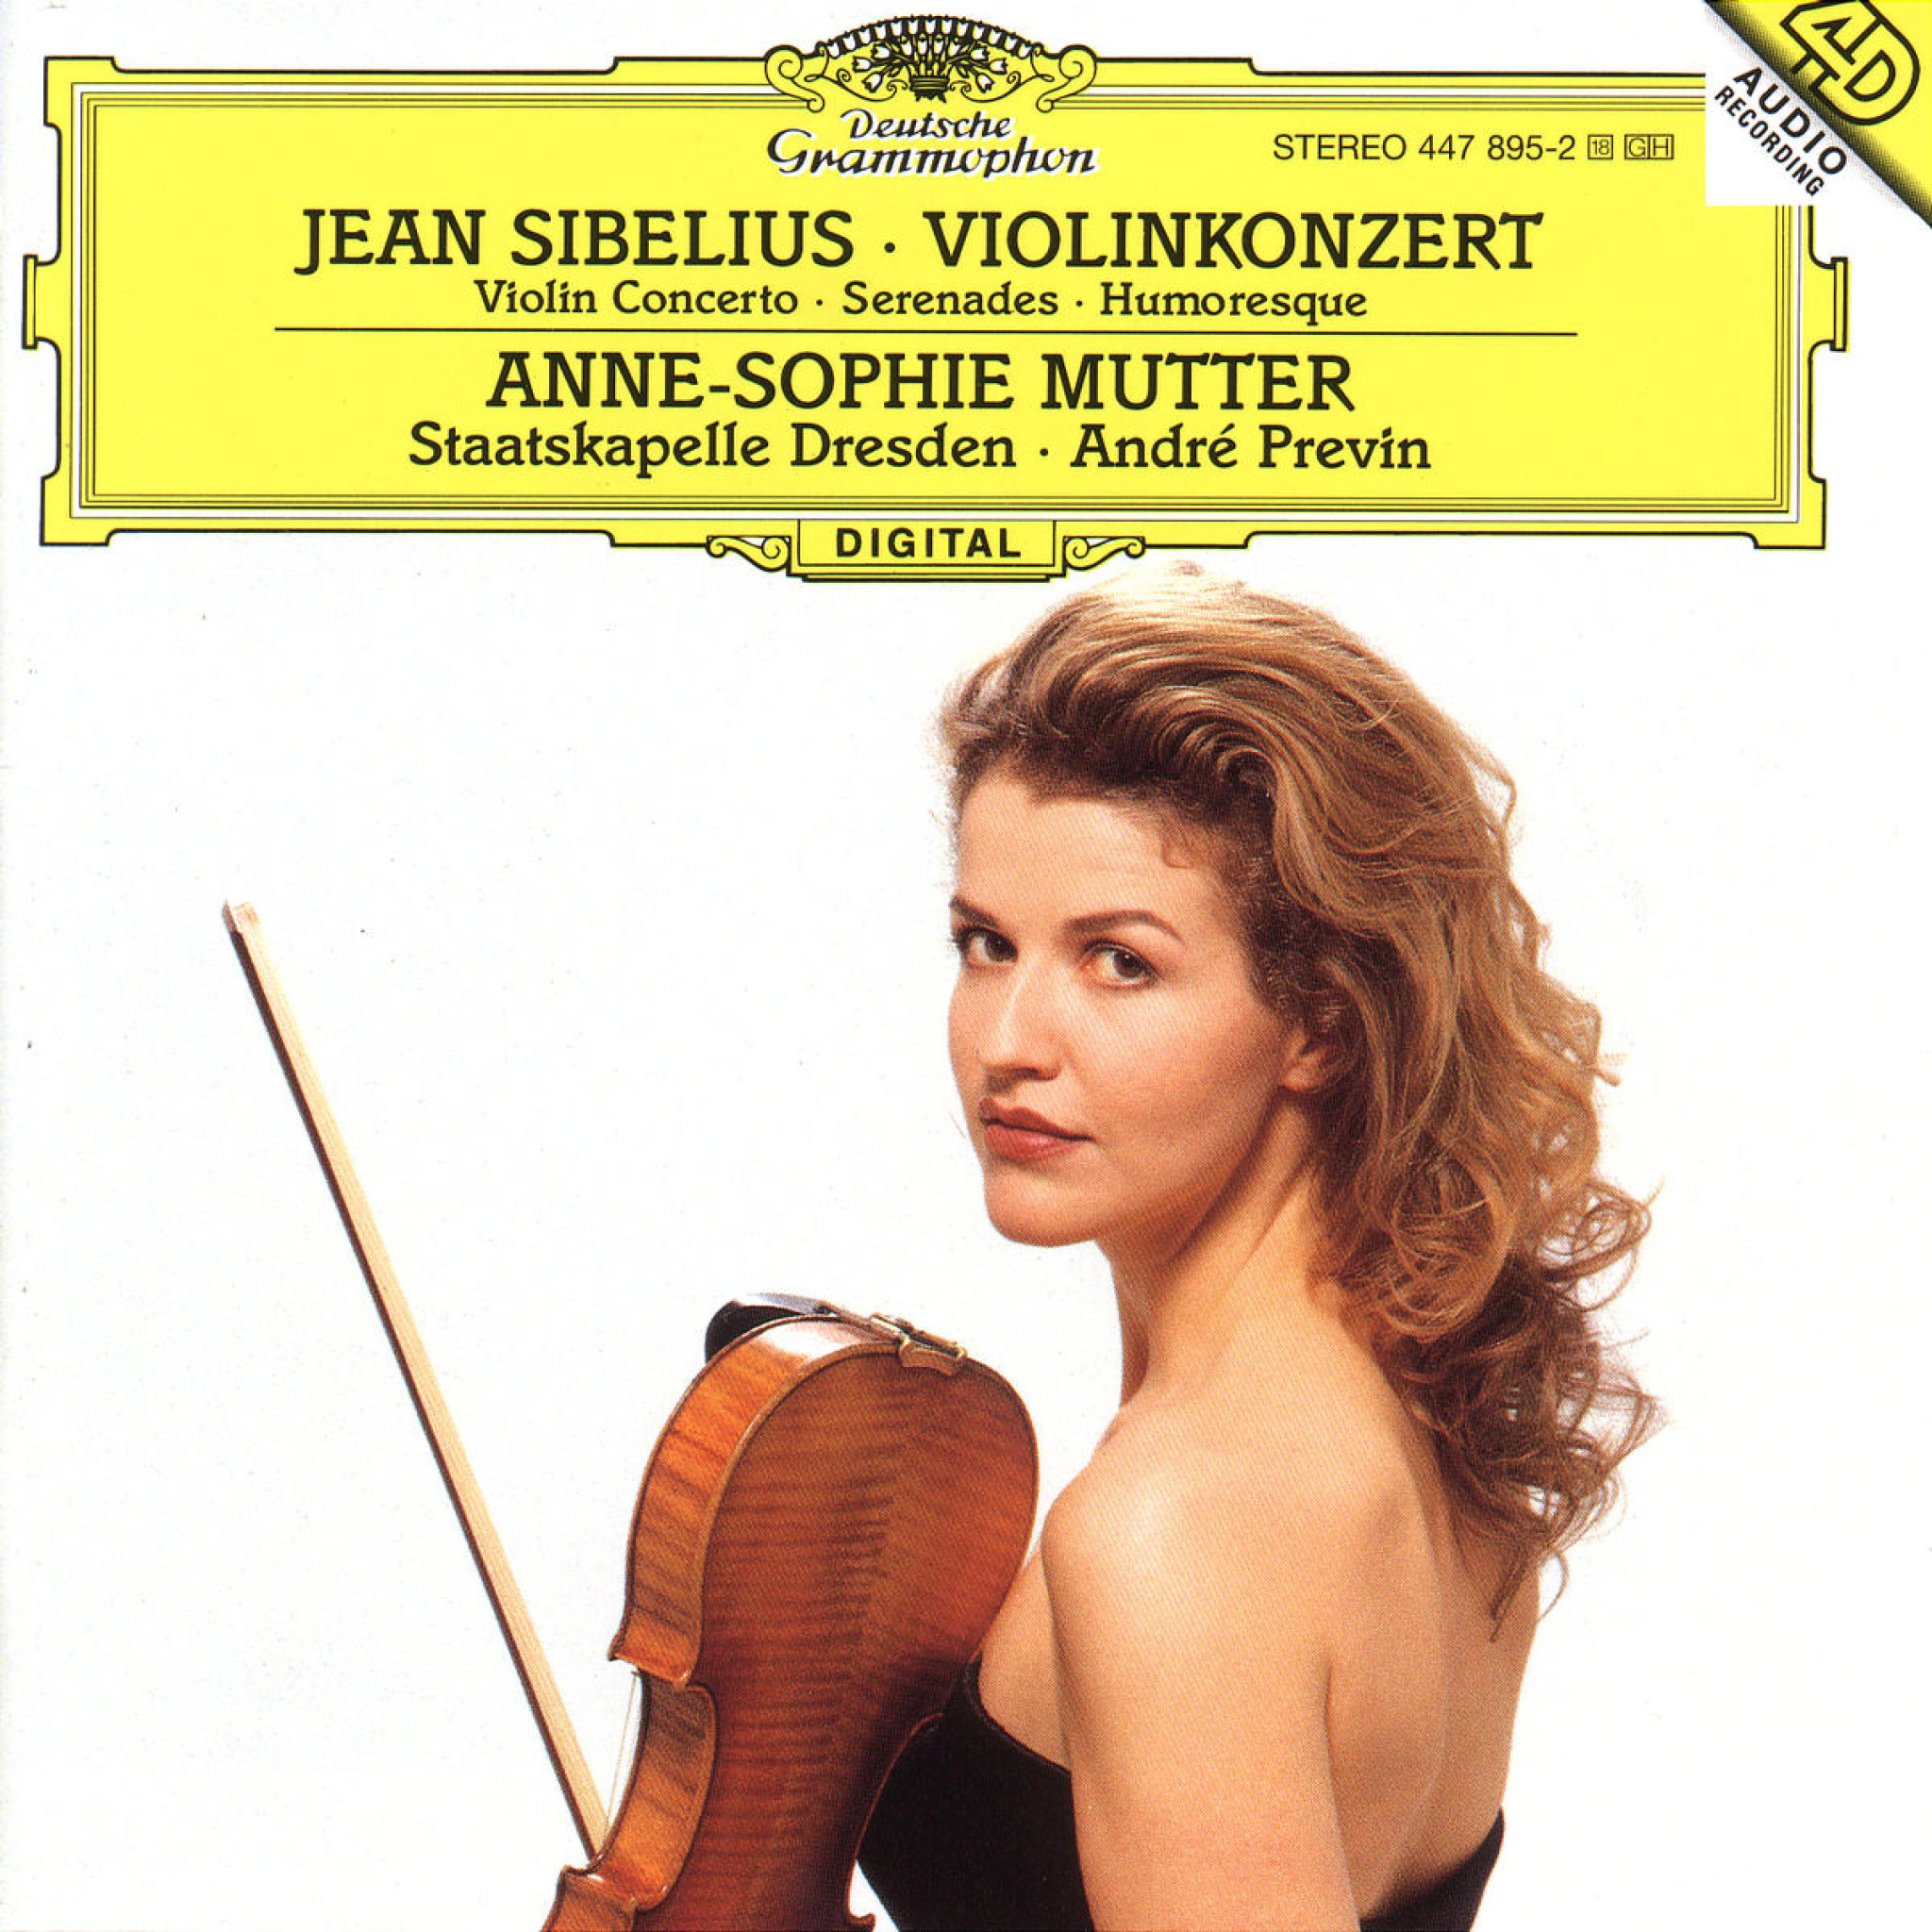 4D
AUDIO
RECORDING
Deutsche
Grammophon
STEREO 447 895-2 18 GH
JEAN SIBELIUS · VIOLINKONZERT
Violin Concerto · Serenades · Humoresque
ANNE-SOPHIE MUTTER
Staatskapelle Dresden · André Previn
DIGITAL